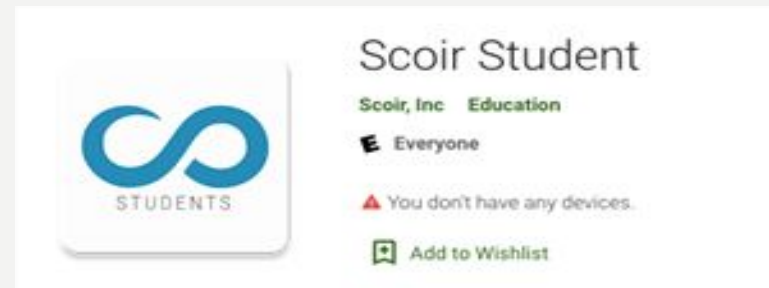 Scoir Student
Scoir, Inc Education
E Everyone
You don't have any devices.
Add to Wishlist
STUDENTS